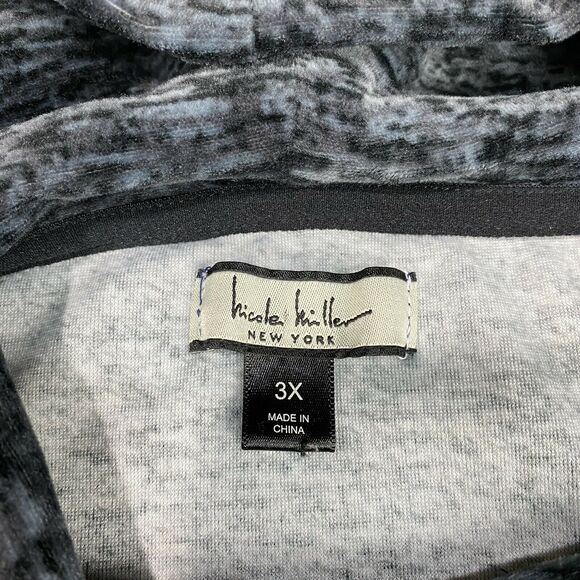 Nicole Miller
NEW YORK
3X
MADE IN
CHINA